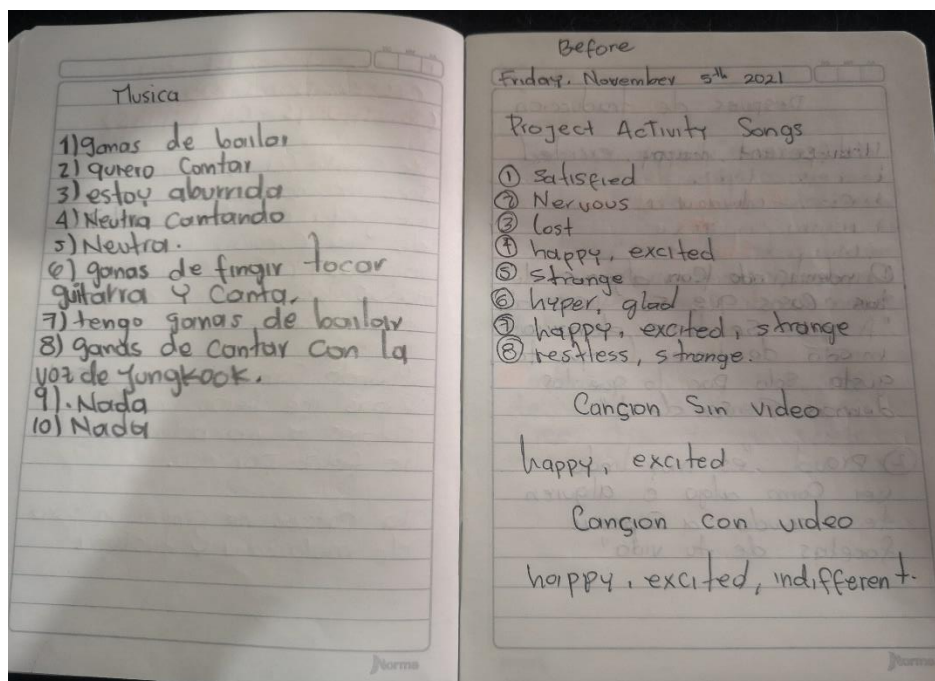 Musica
1) ganas de bailar
2) quiero Cantar
3) estoy aburrida
4) Neutra Cantando
5) Neutra.
6) ganas de fingir tocar
guitarra y Canta.
7) tengo ganas de bailar
8) ganas de Cantar Con la
voz de Jungkook.
9). Nada
10) Nada
Norma
Before
Friday, November 5th 2021
Project Activity Songs
① Satisfied
② Nervous
③ lost
④ happy, excited
⑤ strange
⑥ hyper, glad
⑦ happy, excited, strange
⑧ restless, strange.
Cançion Sin video
happy, excited
Cançion con video
happy, excited, indifferent.
Norma